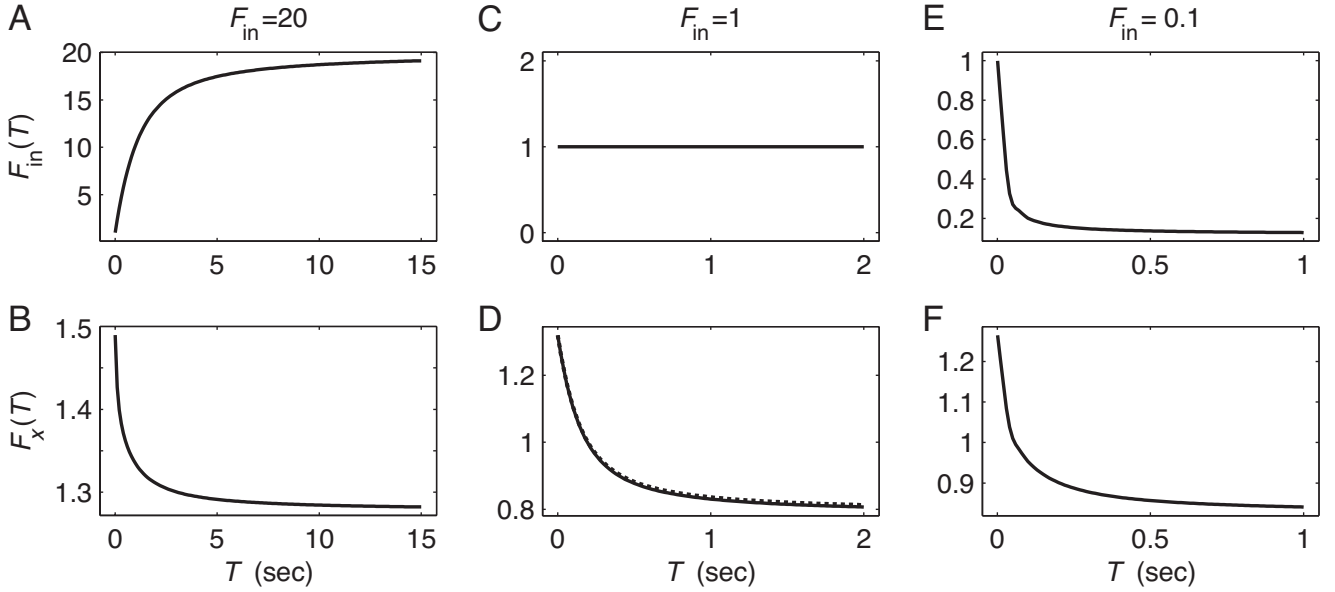 A
F_in=20
20
15
10
5
F_in(T)
0 5 10 15
C
F_in=1
2
1
0
0 1 2
E
F_in= 0.1
1
0.8
0.6
0.4
0.2
0 0.5 1
B
1.5
1.4
1.3
F_x(T)
0 5 10 15
T (sec)
D
1.2
1
0.8
0 1 2
T (sec)
F
1.2
1.1
1
0.9
0 0.5 1
T (sec)